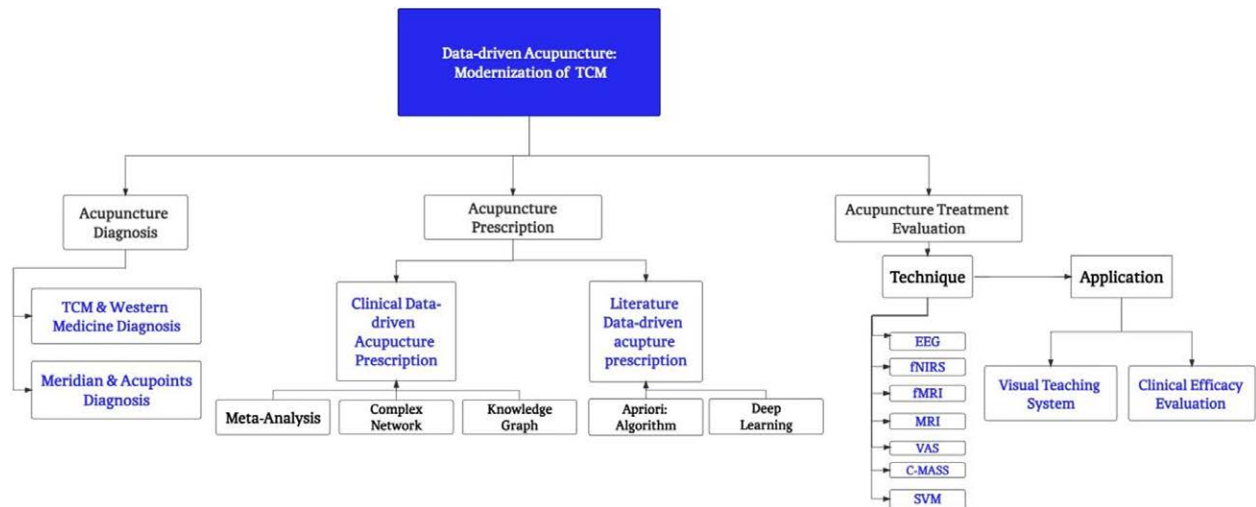 Data-driven Acupuncture:
Modernization of TCM
Acupuncture
Diagnosis
Acupuncture
Prescription
Acupuncture Treatment
Evaluation
TCM & Western
Medicine Diagnosis
Meridian & Acupoints
Diagnosis
Clinical Data-
driven
Acupucture
Prescription
Literature
Data-driven
acupture
prescription
Meta-Analysis
Complex
Network
Knowledge
Graph
Apriori:
Algorithm
Deep
Learning
Technique
Application
EEG
fNIRS
fMRI
MRI
VAS
C-MASS
SVM
Visual Teaching
System
Clinical Efficacy
Evaluation